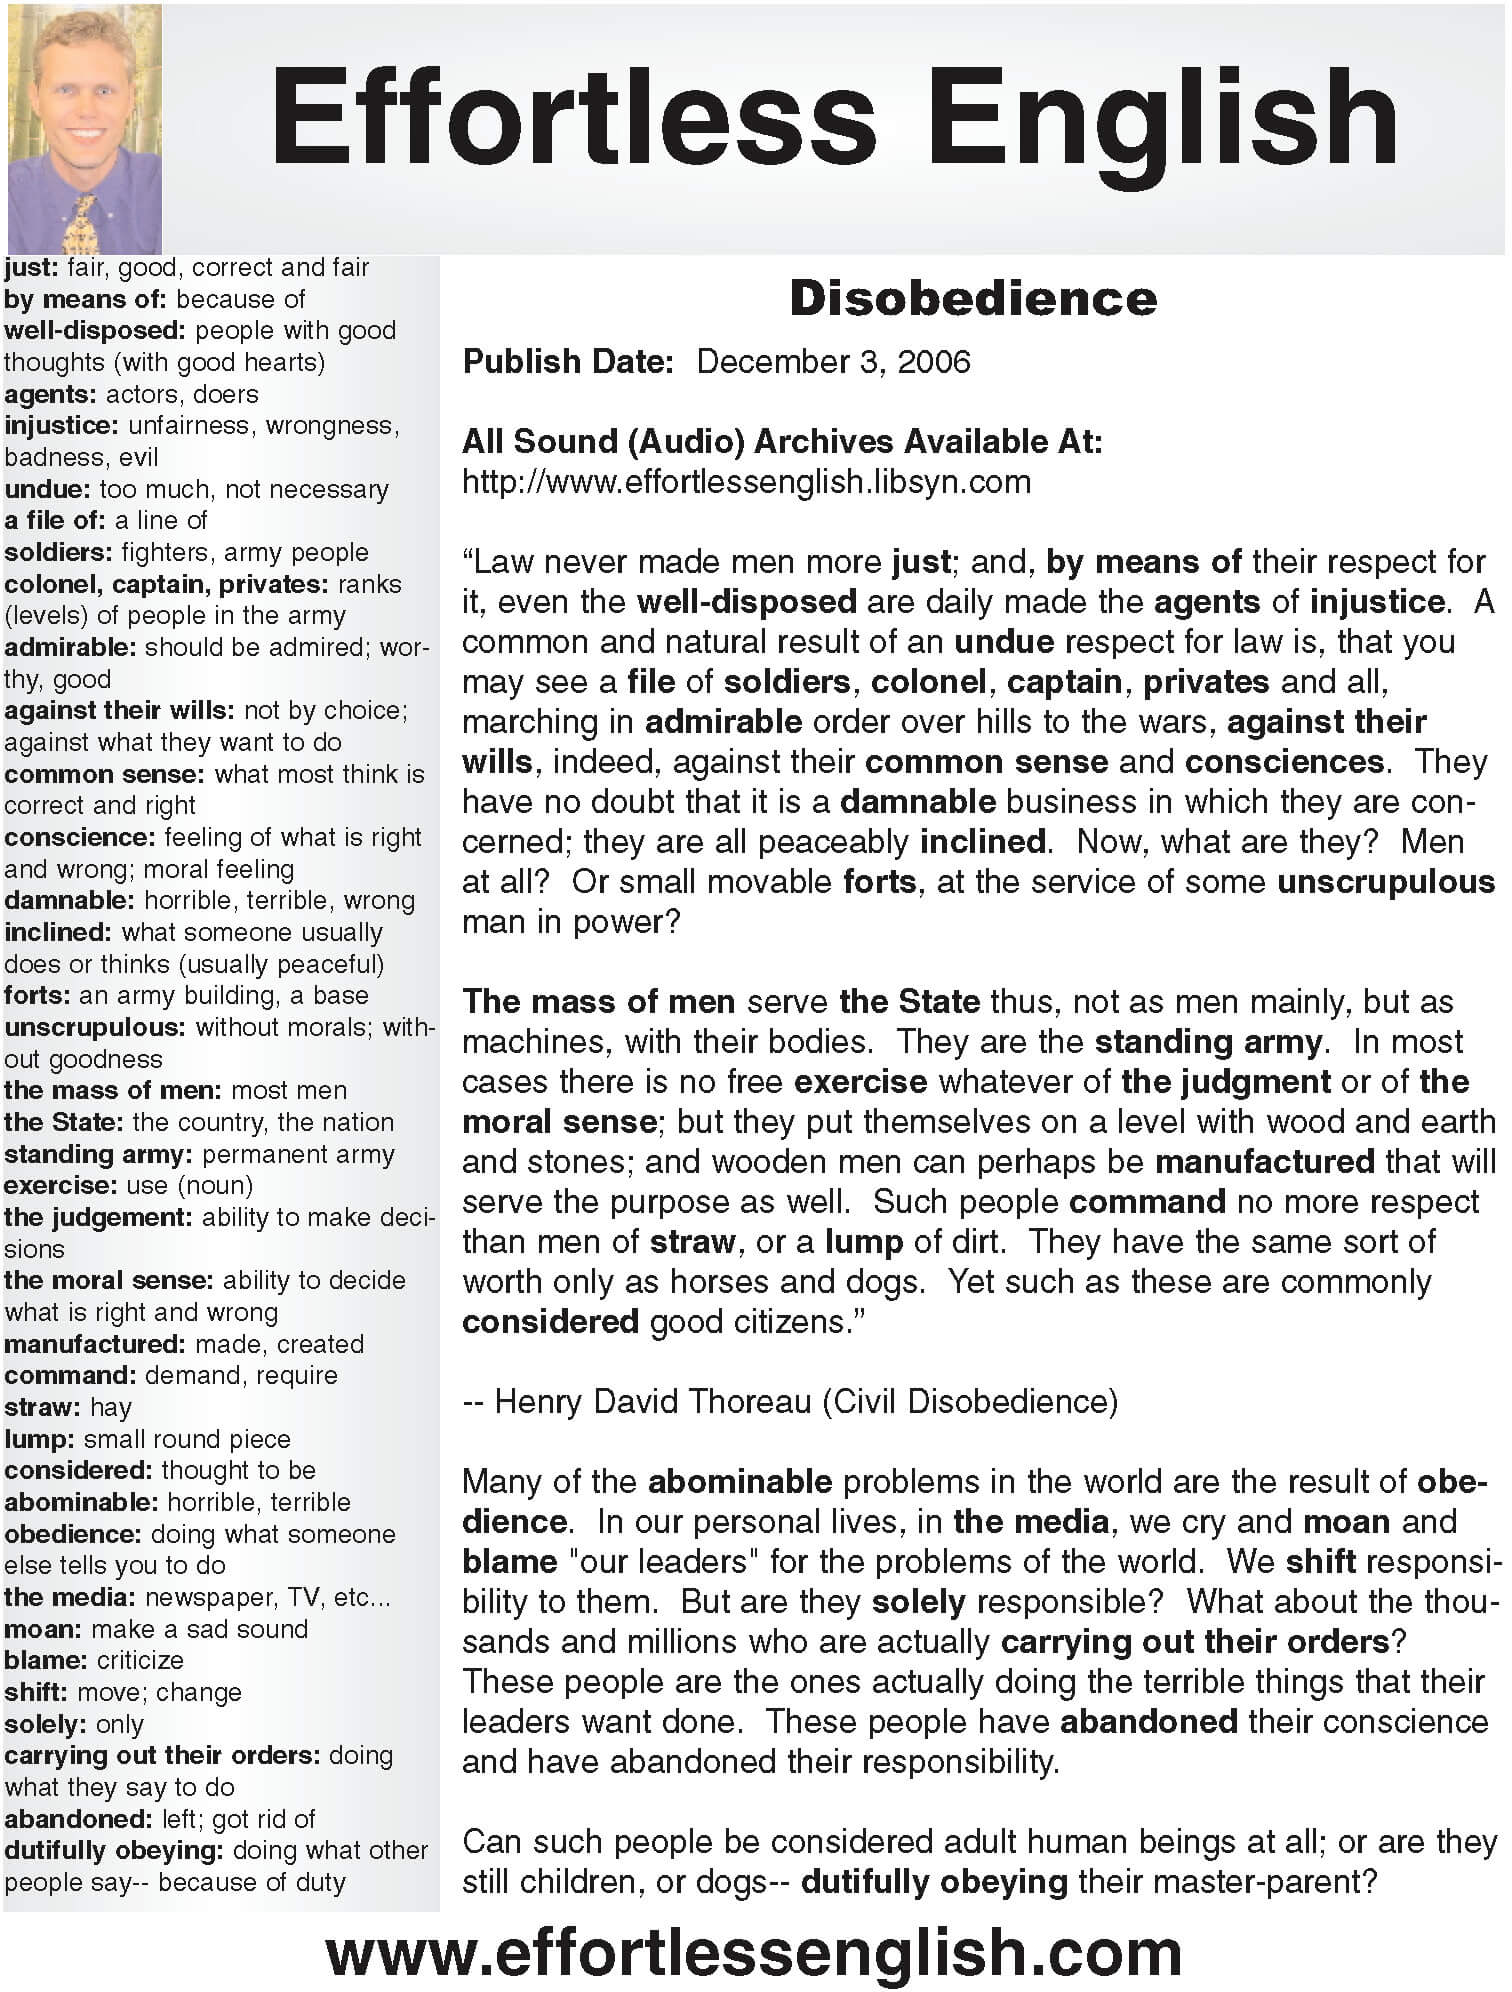 Effortless English
just: fair, good, correct and fair
by means of: because of
well-disposed: people with good
thoughts (with good hearts)
agents: actors, doers
injustice: unfairness, wrongness,
badness, evil
undue: too much, not necessary
a file of: a line of
soldiers: fighters, army people
colonel, captain, privates: ranks
(levels) of people in the army
admirable: should be admired; wor-
thy, good
against their wills: not by choice;
against what they want to do
common sense: what most think is
correct and right
conscience: feeling of what is right
and wrong; moral feeling
damnable: horrible, terrible, wrong
inclined: what someone usually
does or thinks (usually peaceful)
forts: an army building, a base
unscrupulous: without morals; with-
out goodness
the mass of men: most men
the State: the country, the nation
standing army: permanent army
exercise: use (noun)
the judgement: ability to make deci-
sions
the moral sense: ability to decide
what is right and wrong
manufactured: made, created
command: demand, require
straw: hay
lump: small round piece
considered: thought to be
abominable: horrible, terrible
obedience: doing what someone
else tells you to do
the media: newspaper, TV, etc...
moan: make a sad sound
blame: criticize
shift: move; change
solely: only
carrying out their orders: doing
what they say to do
abandoned: left; got rid of
dutifully obeying: doing what other
people say-- because of duty
Disobedience
Publish Date: December 3, 2006
All Sound (Audio) Archives Available At:
http://www.effortlessenglish.libsyn.com
“Law never made men more just; and, by means of their respect for
it, even the well-disposed are daily made the agents of injustice. A
common and natural result of an undue respect for law is, that you
may see a file of soldiers, colonel, captain, privates and all,
marching in admirable order over hills to the wars, against their
wills, indeed, against their common sense and consciences. They
have no doubt that it is a damnable business in which they are con-
cerned; they are all peaceably inclined. Now, what are they? Men
at all? Or small movable forts, at the service of some unscrupulous
man in power?
The mass of men serve the State thus, not as men mainly, but as
machines, with their bodies. They are the standing army. In most
cases there is no free exercise whatever of the judgment or of the
moral sense; but they put themselves on a level with wood and earth
and stones; and wooden men can perhaps be manufactured that will
serve the purpose as well. Such people command no more respect
than men of straw, or a lump of dirt. They have the same sort of
worth only as horses and dogs. Yet such as these are commonly
considered good citizens.”
-- Henry David Thoreau (Civil Disobedience)
Many of the abominable problems in the world are the result of obe-
dience. In our personal lives, in the media, we cry and moan and
blame "our leaders" for the problems of the world. We shift responsi-
bility to them. But are they solely responsible? What about the thou-
sands and millions who are actually carrying out their orders?
These people are the ones actually doing the terrible things that their
leaders want done. These people have abandoned their conscience
and have abandoned their responsibility.
Can such people be considered adult human beings at all; or are they
still children, or dogs-- dutifully obeying their master-parent?
www.effortlessenglish.com